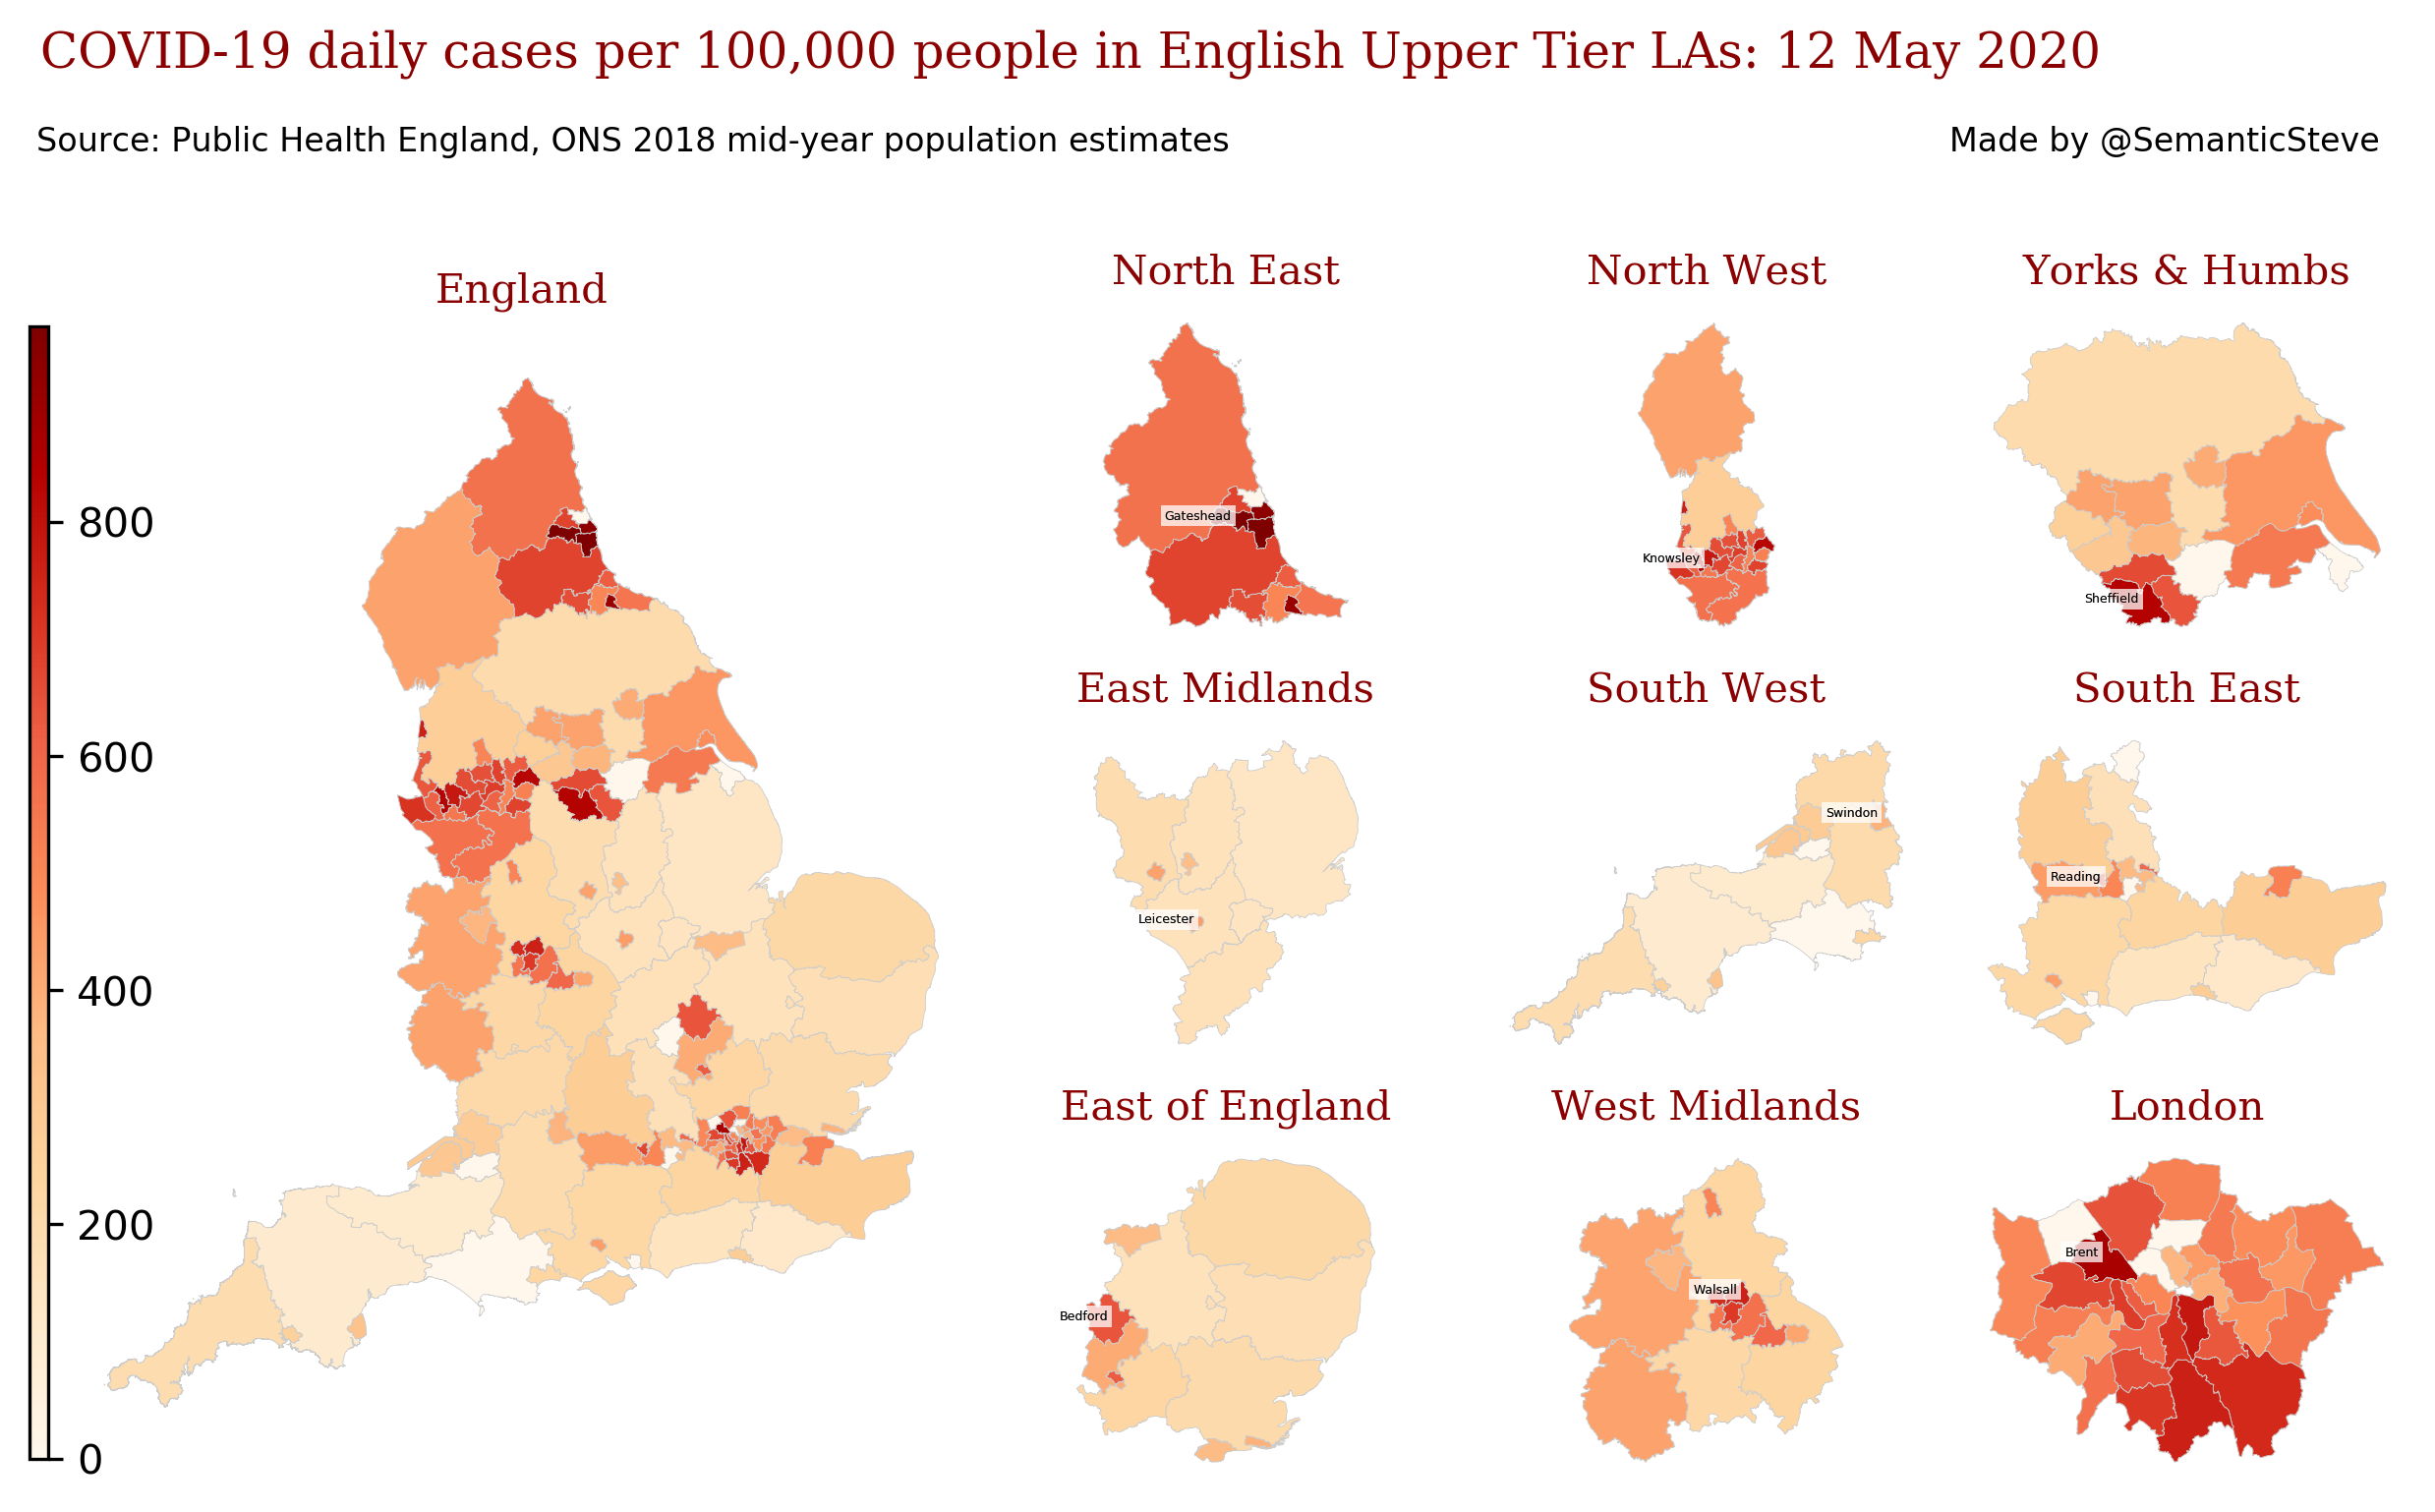 COVID-19 daily cases per 100,000 people in English Upper Tier LAs: 12 May 2020
Source: Public Health England, ONS 2018 mid-year population estimates
Made by @SemanticSteve
England
North East
North West
Yorks & Humbs
800
600
400
200
0
Gateshead
Knowsley
Sheffield
East Midlands
South West
South East
Leicester
Swindon
Reading
East of England
West Midlands
London
Bedford
Walsall
Brent